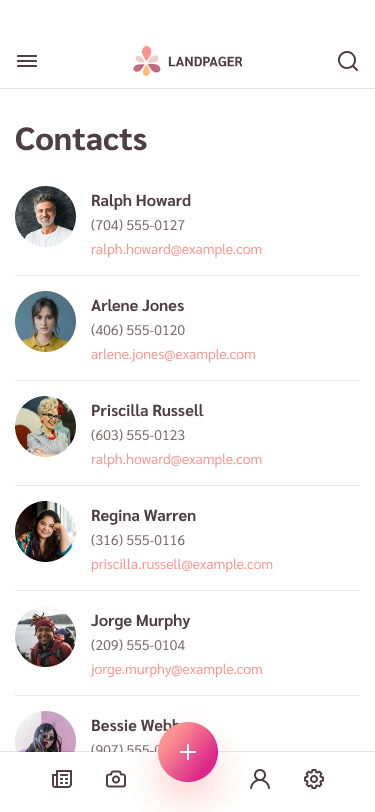 LANDPAGER
Contacts
Ralph Howard
(704) 555-0127
ralph.howard@example.com
Arlene Jones
(406) 555-0120
arlene.jones@example.com
Priscilla Russell
(603) 555-0123
ralph.howard@example.com
Regina Warren
(316) 555-0116
priscilla.russell@example.com
Jorge Murphy
(209) 555-0104
jorge.murphy@example.com
Bessie Webb
(907) 555-0